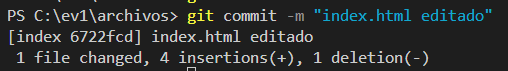 PS C:\ev1\archivos> git commit -m "index.html editado"
[index 6722fcd] index.html editado
 1 file changed, 4 insertions(+), 1 deletion(-)